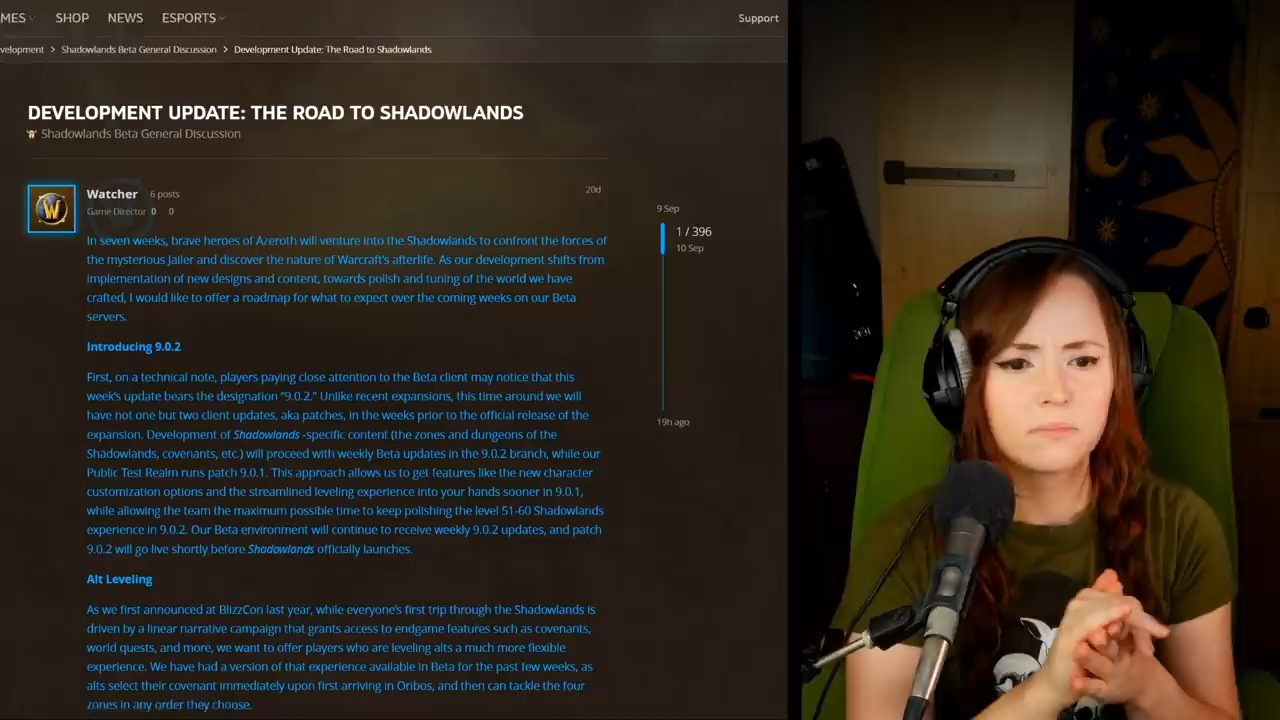 MES
SHOP
NEWS
ESPORTS
Support
velopment > Shadowlands Beta General Discussion > Development Update: The Road to Shadowlands
DEVELOPMENT UPDATE: THE ROAD TO SHADOWLANDS
Shadowlands Beta General Discussion
Watcher 6 posts
20d
Game Director 0 0
In seven weeks, brave heroes of Azeroth will venture into the Shadowlands to confront the forces of
the mysterious Jailer and discover the nature of Warcraft's afterlife. As our development shifts from
implementation of new designs and content, towards polish and tuning of the world we have
crafted, I would like to offer a roadmap for what to expect over the coming weeks on our Beta
servers.
Introducing 9.0.2
First, on a technical note, players paying close attention to the Beta client may notice that this
week's update bears the designation "9.0.2." Unlike recent expansions, this time around we will
have not one but two client updates, aka patches, in the weeks prior to the official release of the
expansion. Development of Shadowlands -specific content (the zones and dungeons of the
Shadowlands, covenants, etc.) will proceed with weekly Beta updates in the 9.0.2 branch, while our
Public Test Realm runs patch 9.0.1. This approach allows us to get features like the new character
customization options and the streamlined leveling experience into your hands sooner in 9.0.1,
while allowing the team the maximum possible time to keep polishing the level 51-60 Shadowlands
experience in 9.0.2. Our Beta environment will continue to receive weekly 9.0.2 updates, and patch
9.0.2 will go live shortly before Shadowlands officially launches.
Alt Leveling
As we first announced at BlizzCon last year, while everyone's first trip through the Shadowlands is
driven by a linear narrative campaign that grants access to endgame features such as covenants,
world quests, and more, we want to offer players who are leveling alts a much more flexible
experience. We have had a version of that experience available in Beta for the past few weeks, as
alts select their covenant immediately upon first arriving in Oribos, and then can tackle the four
zones in any order they choose.
9 Sep
1 / 396
10 Sep
19h ago